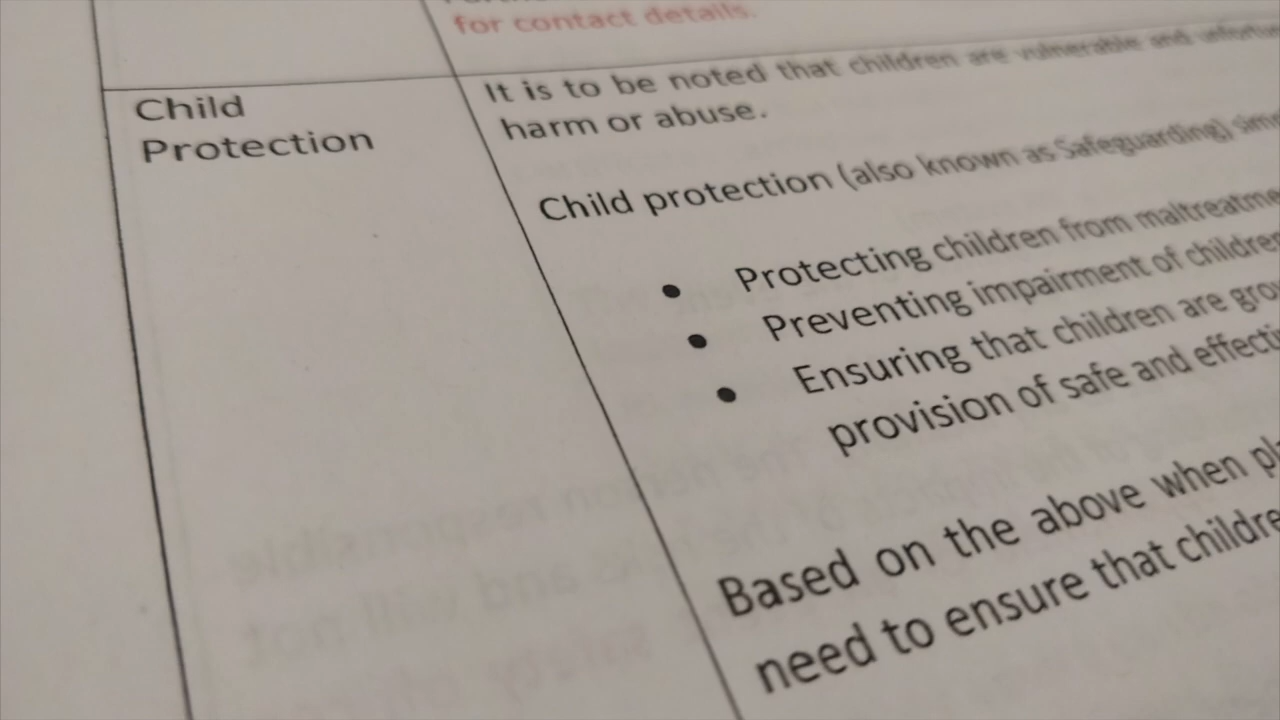 for contact details.
Child
Protection
It is to be noted that children are vulnerable and
harm or abuse.
Child protection (also known as Safeguarding)
Protecting children from
Preventing impairment of
Ensuring that children are
provision of safe and
Based on the above when
need to ensure that